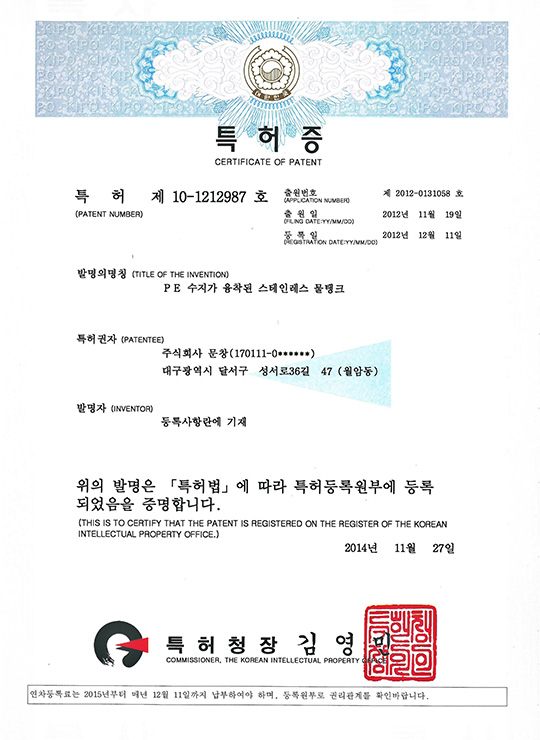 KIPO KIPO KIPO KIPO KIPO KIPO
특허증
CERTIFICATE OF PATENT
특 허 제 10-1212987 호
(PATENT NUMBER)
출원번호 제 2012-0131058 호
(APPLICATION NUMBER)
출 원 일 2012년 11월 19일
(FILING DATE:YY/MM/DD)
등 록 일 2012년 12월 11일
(REGISTRATION DATE:YY/MM/DD)
발명의명칭 (TITLE OF THE INVENTION)
PE 수지가 융착된 스테인레스 물탱크
특허권자 (PATENTEE)
주식회사 문창(170111-0******)
대구광역시 달서구 성서로36길 47 (월암동)
발명자 (INVENTOR)
등록사항란에 기재
위의 발명은 「특허법」에 따라 특허등록원부에 등록
되었음을 증명합니다.
(THIS IS TO CERTIFY THAT THE PATENT IS REGISTERED ON THE REGISTER OF THE KOREAN
INTELLECTUAL PROPERTY OFFICE.)
2014년 11월 27일
특허청장 김영민
COMMISSIONER, THE KOREAN INTELLECTUAL PROPERTY OFFICE
연차등록료는 2015년부터 매년 12월 11일까지 납부하여야 하며, 등록원부로 권리관계를 확인바랍니다.